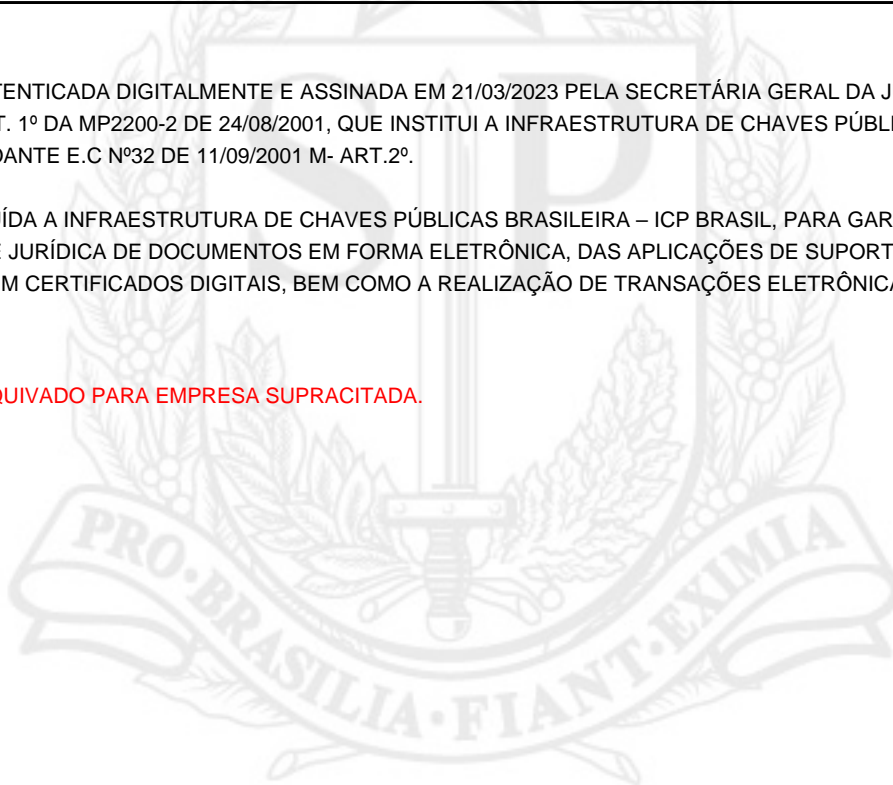 TENTICADA DIGITALMENTE E ASSINADA EM 21/03/2023 PELA SECRETÁRIA GERAL DA J
T. 1º DA MP2200-2 DE 24/08/2001, QUE INSTITUI A INFRAESTRUTURA DE CHAVES PÚBL
DANTE E.C Nº32 DE 11/09/2001 M- ART.2º.
UÍDA A INFRAESTRUTURA DE CHAVES PÚBLICAS BRASILEIRA – ICP BRASIL, PARA GAR
E JURÍDICA DE DOCUMENTOS EM FORMA ELETRÔNICA, DAS APLICAÇÕES DE SUPORT
M CERTIFICADOS DIGITAIS, BEM COMO A REALIZAÇÃO DE TRANSAÇÕES ELETRÔNICA
QUIVADO PARA EMPRESA SUPRACITADA.
SP
PRO·BRASILIA·FIANT·EXIMIA